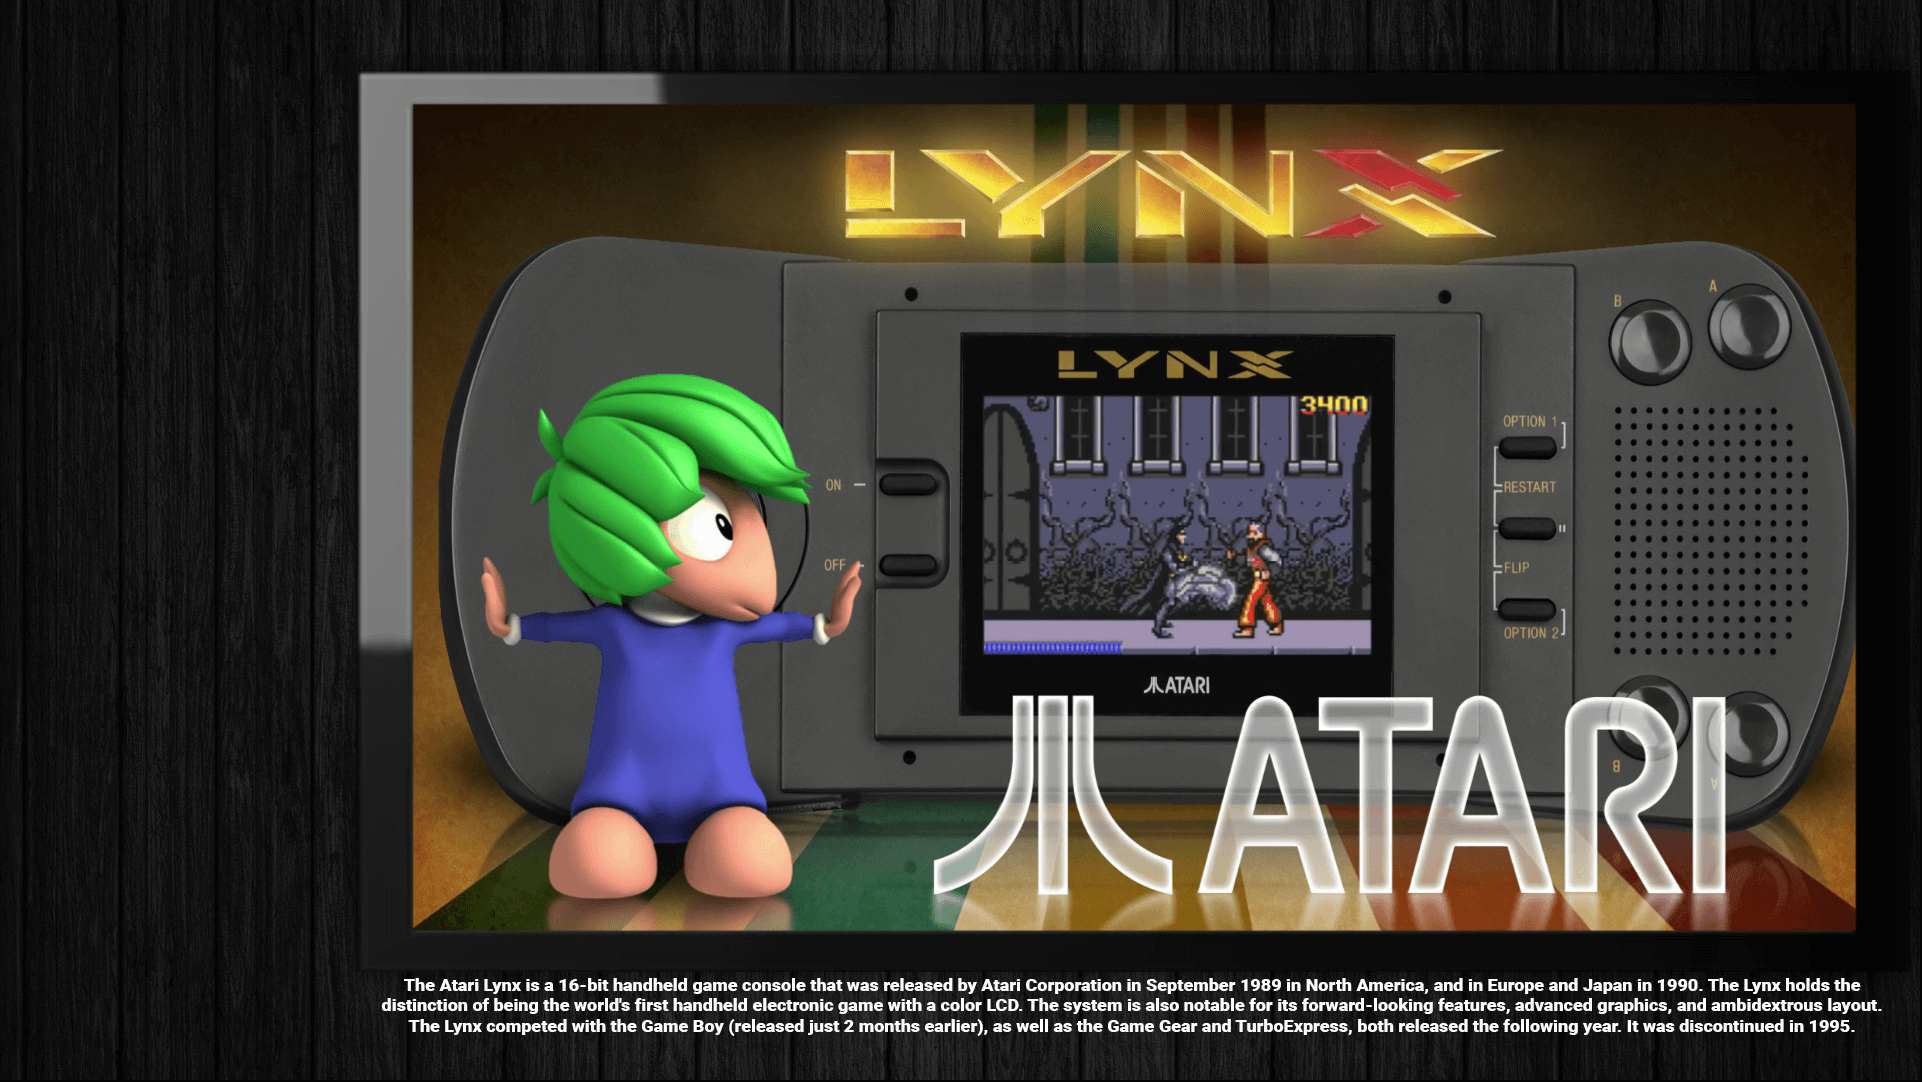 LYNX
B
A
LYNX
3400
OPTION 1
ON
RESTART
OFF
FLIP
OPTION 2
ATARI
ATARI
B
A
The Atari Lynx is a 16-bit handheld game console that was released by Atari Corporation in September 1989 in North America, and in Europe and Japan in 1990. The Lynx holds the
distinction of being the world's first handheld electronic game with a color LCD. The system is also notable for its forward-looking features, advanced graphics, and ambidextrous layout.
The Lynx competed with the Game Boy (released just 2 months earlier), as well as the Game Gear and TurboExpress, both released the following year. It was discontinued in 1995.